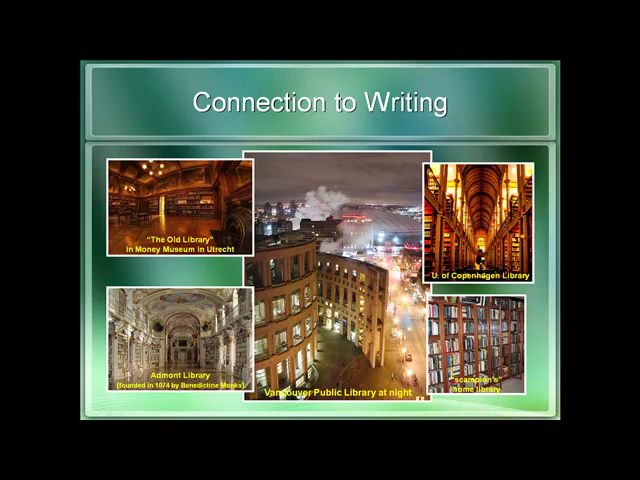 Connection to Writing
“The Old Library”
in Money Museum in Utrecht
U. of Copenhagen Library
Admont Library
(founded in 1074 by Benedictine Monks)
Vancouver Public Library at night
“scampion’s”
home library